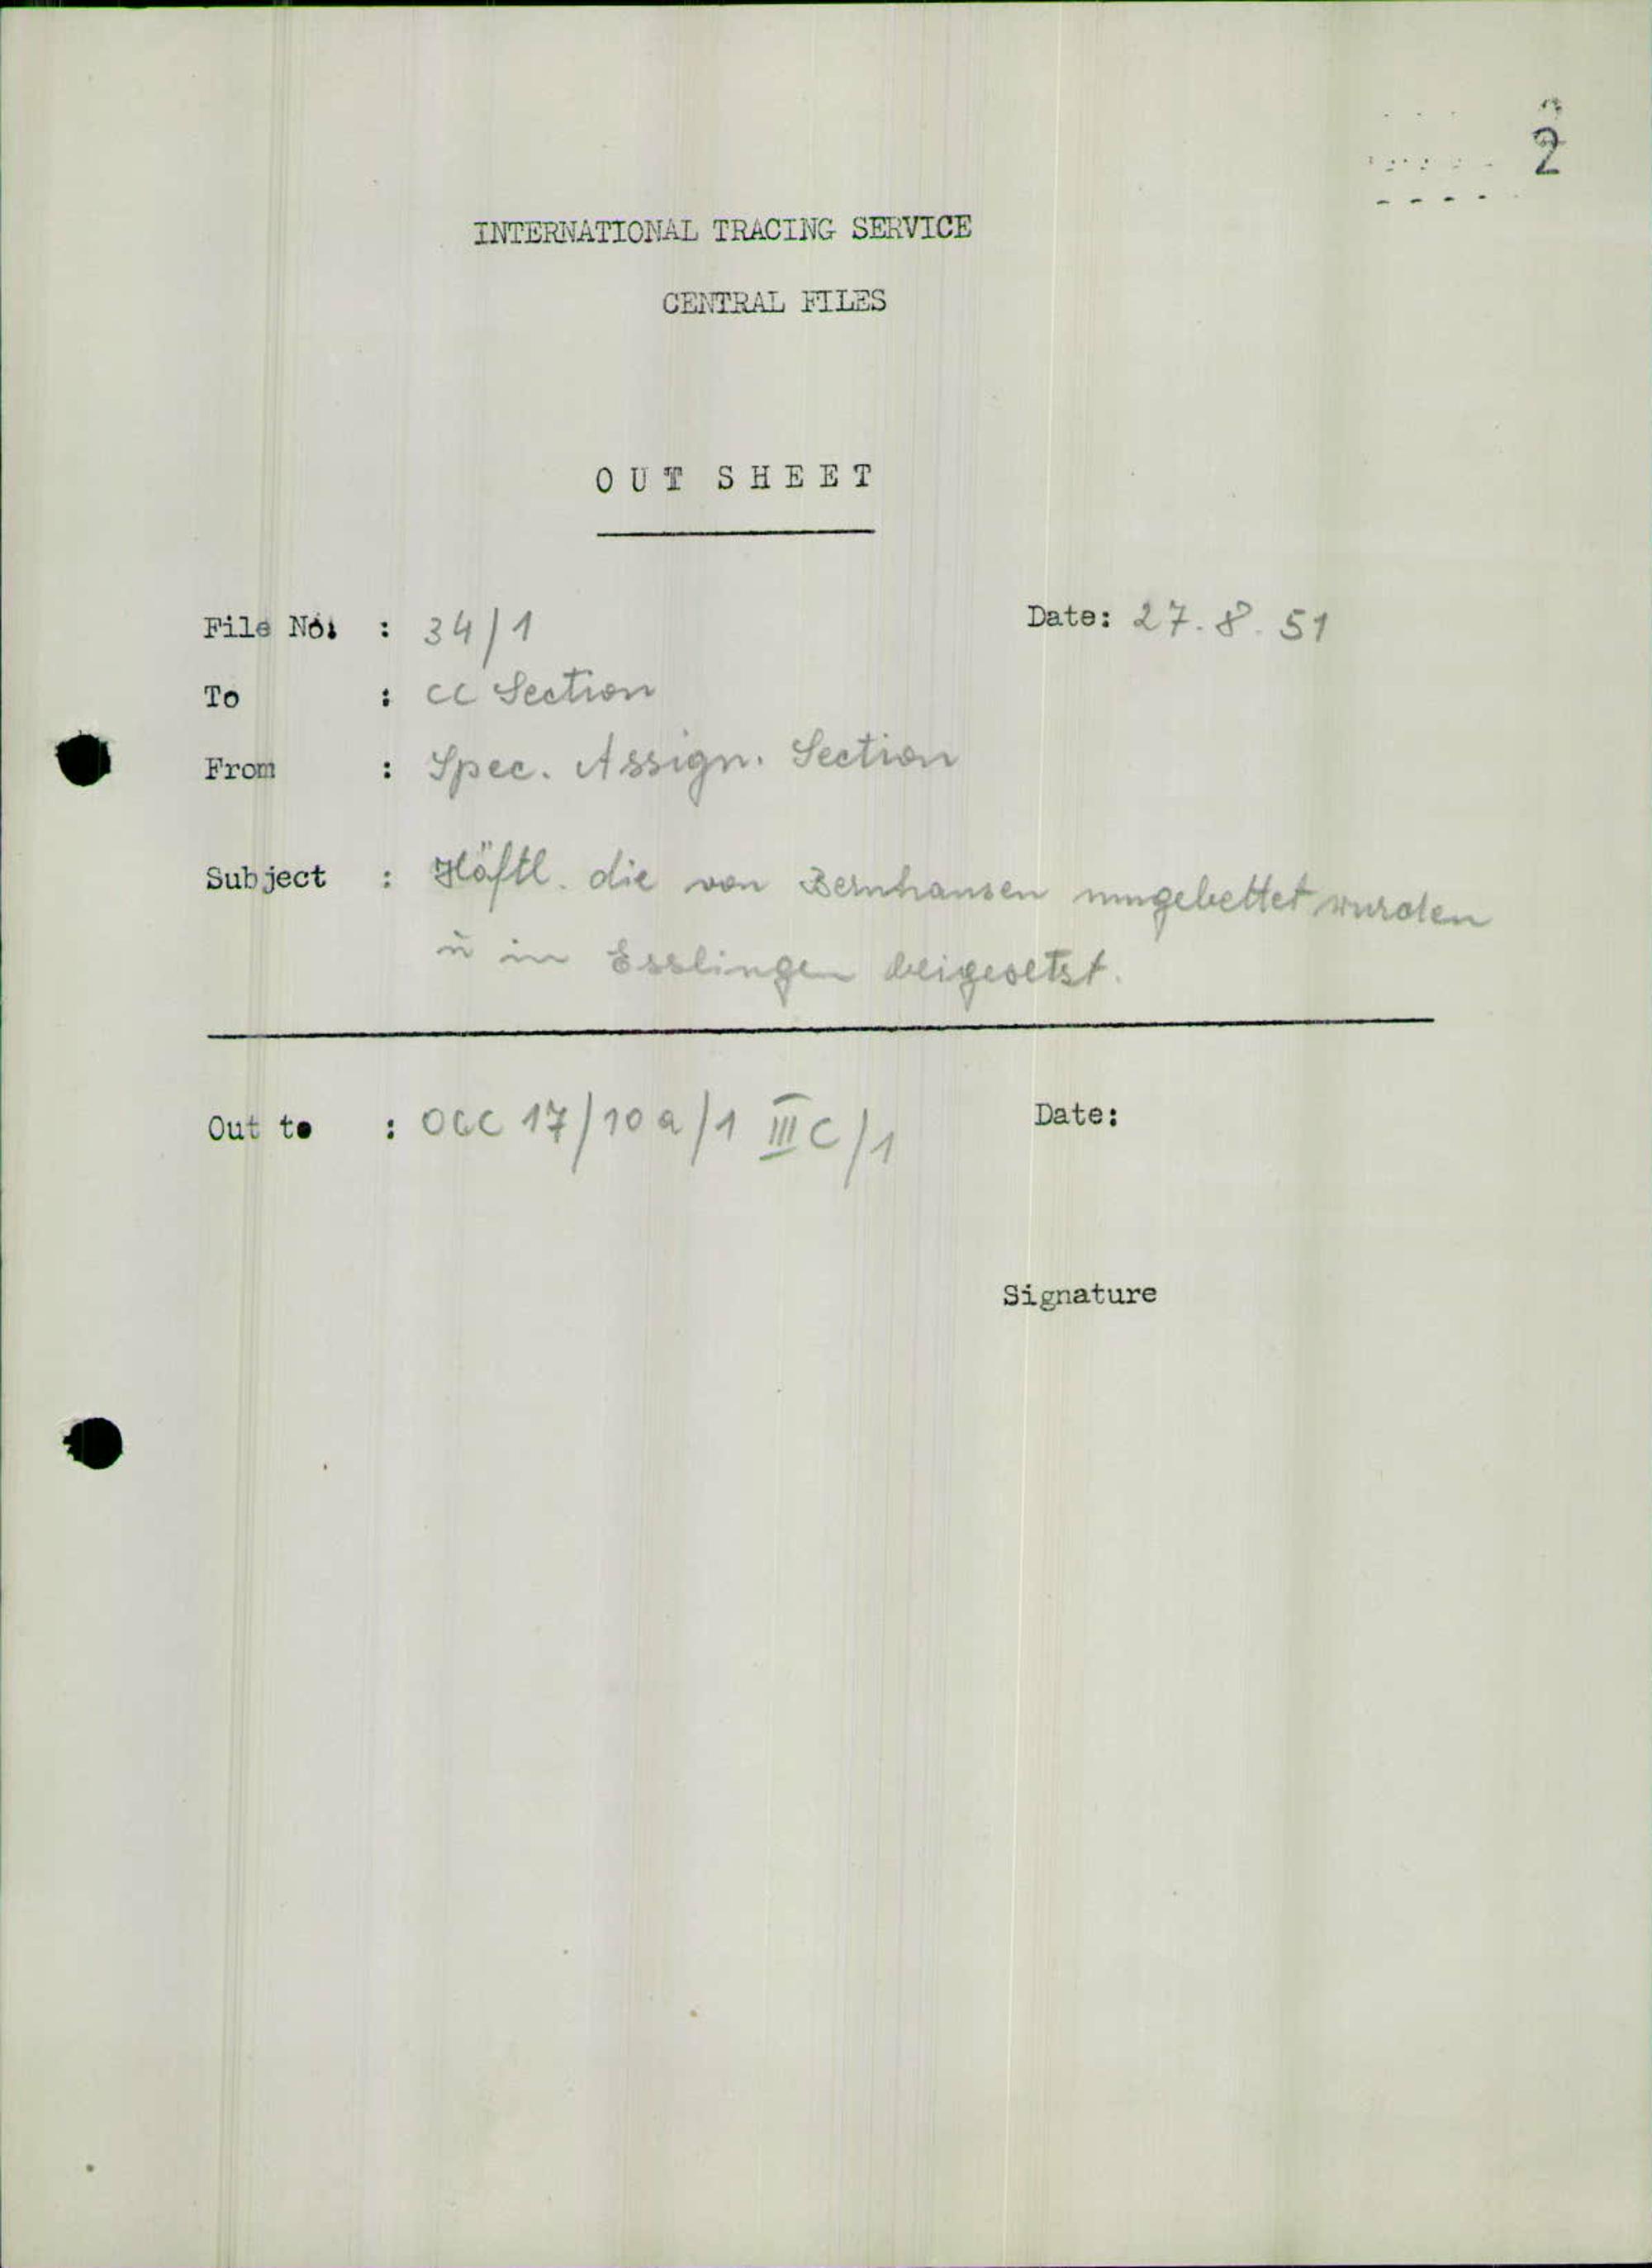 2
INTERNATIONAL TRACING SERVICE
CENTRAL FILES
OUT SHEET
File No. : 34/1 Date: 27.8.51
To : CC Section
From : Spec. Assign. Section
Subject : Häftl. die von Bernhausen umgebettet wurden
u in Esslingen beigesetzt.
Out to : OCC 17/10a/1 III C/1 Date:
Signature